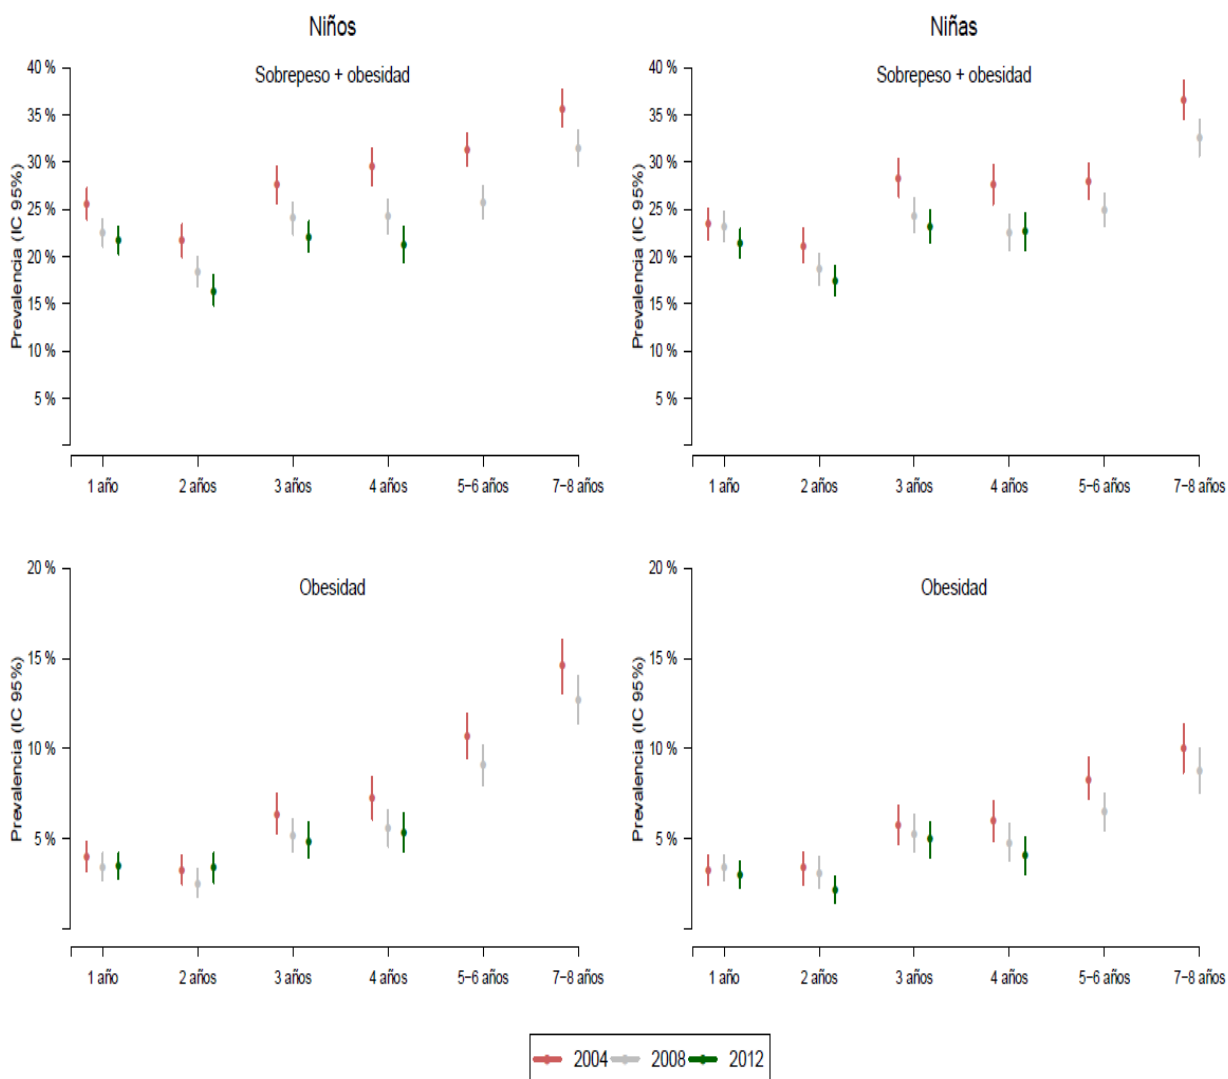 Niños
Sobrepeso + obesidad
40 %
35 %
30 %
25 %
20 %
15 %
10 %
5 %
Prevalencia (IC 95%)
1 año 2 años 3 años 4 años 5-6 años 7-8 años
Niñas
Sobrepeso + obesidad
40 %
35 %
30 %
25 %
20 %
15 %
10 %
5 %
Prevalencia (IC 95%)
1 año 2 años 3 años 4 años 5-6 años 7-8 años
Obesidad
20 %
15 %
10 %
5 %
Prevalencia (IC 95%)
1 año 2 años 3 años 4 años 5-6 años 7-8 años
Obesidad
20 %
15 %
10 %
5 %
Prevalencia (IC 95%)
1 año 2 años 3 años 4 años 5-6 años 7-8 años
2004 2008 2012